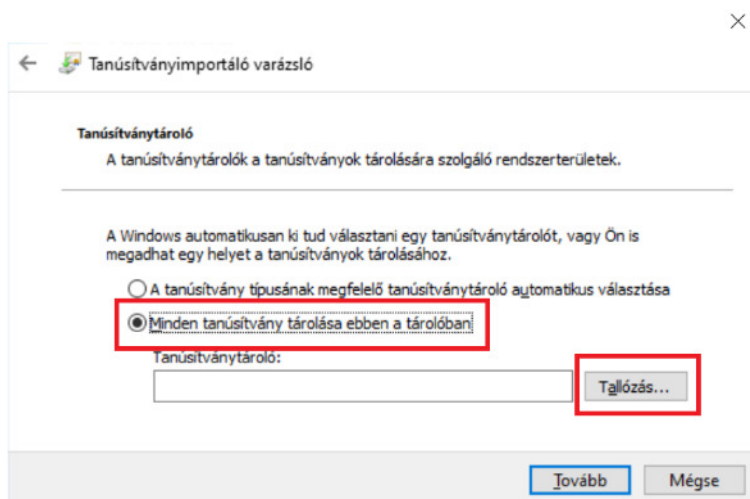 Tanúsítványimportáló varázsló
Tanúsítványtároló
A tanúsítványtárolók a tanúsítványok tárolására szolgáló rendszerterületek.
A Windows automatikusan ki tud választani egy tanúsítványtárolót, vagy Ön is
megadhat egy helyet a tanúsítványok tárolásához.
A tanúsítvány típusának megfelelő tanúsítványtároló automatikus választása
Minden tanúsítvány tárolása ebben a tárolóban
Tanúsítványtároló:
Tallózás...
Tovább Mégse